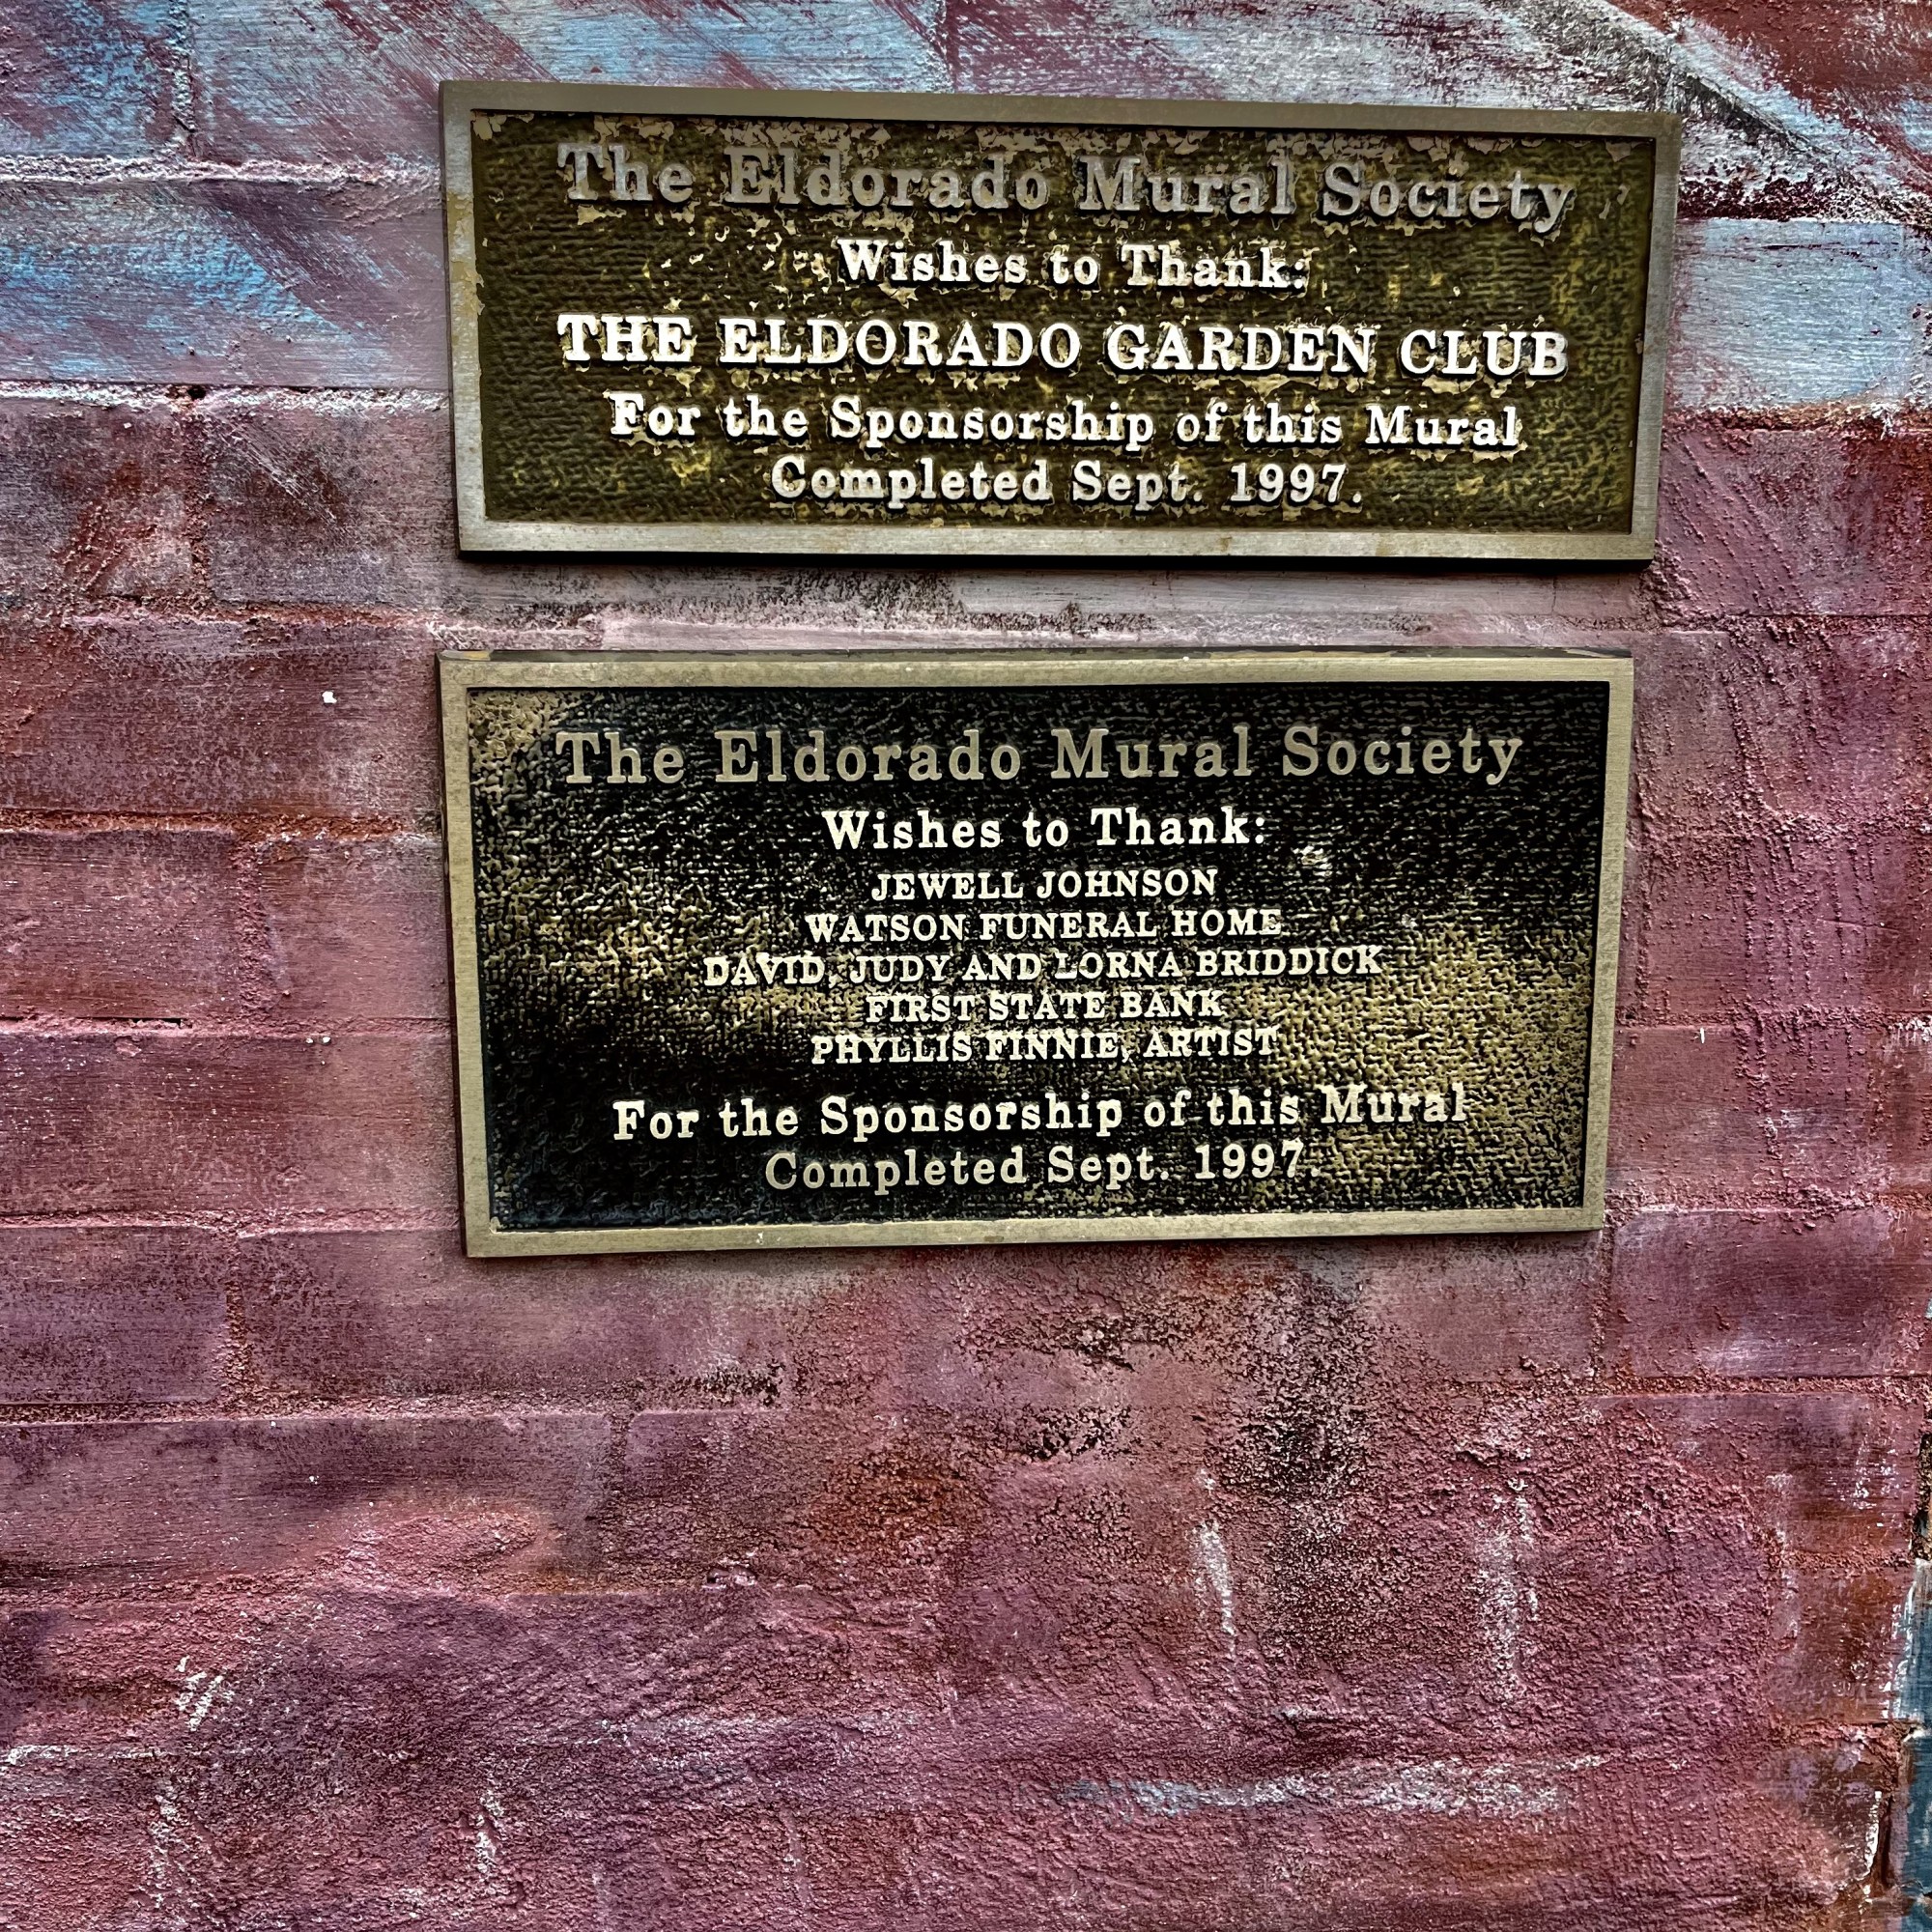 The Eldorado Mural Society
Wishes to Thank:
THE ELDORADO GARDEN CLUB
For the Sponsorship of this Mural
Completed Sept. 1997.
The Eldorado Mural Society
Wishes to Thank:
JEWELL JOHNSON
WATSON FUNERAL HOME
DAVID, JUDY AND LORNA BRIDDICK
FIRST STATE BANK
PHYLLIS FINNIE, ARTIST
For the Sponsorship of this Mural
Completed Sept. 1997.